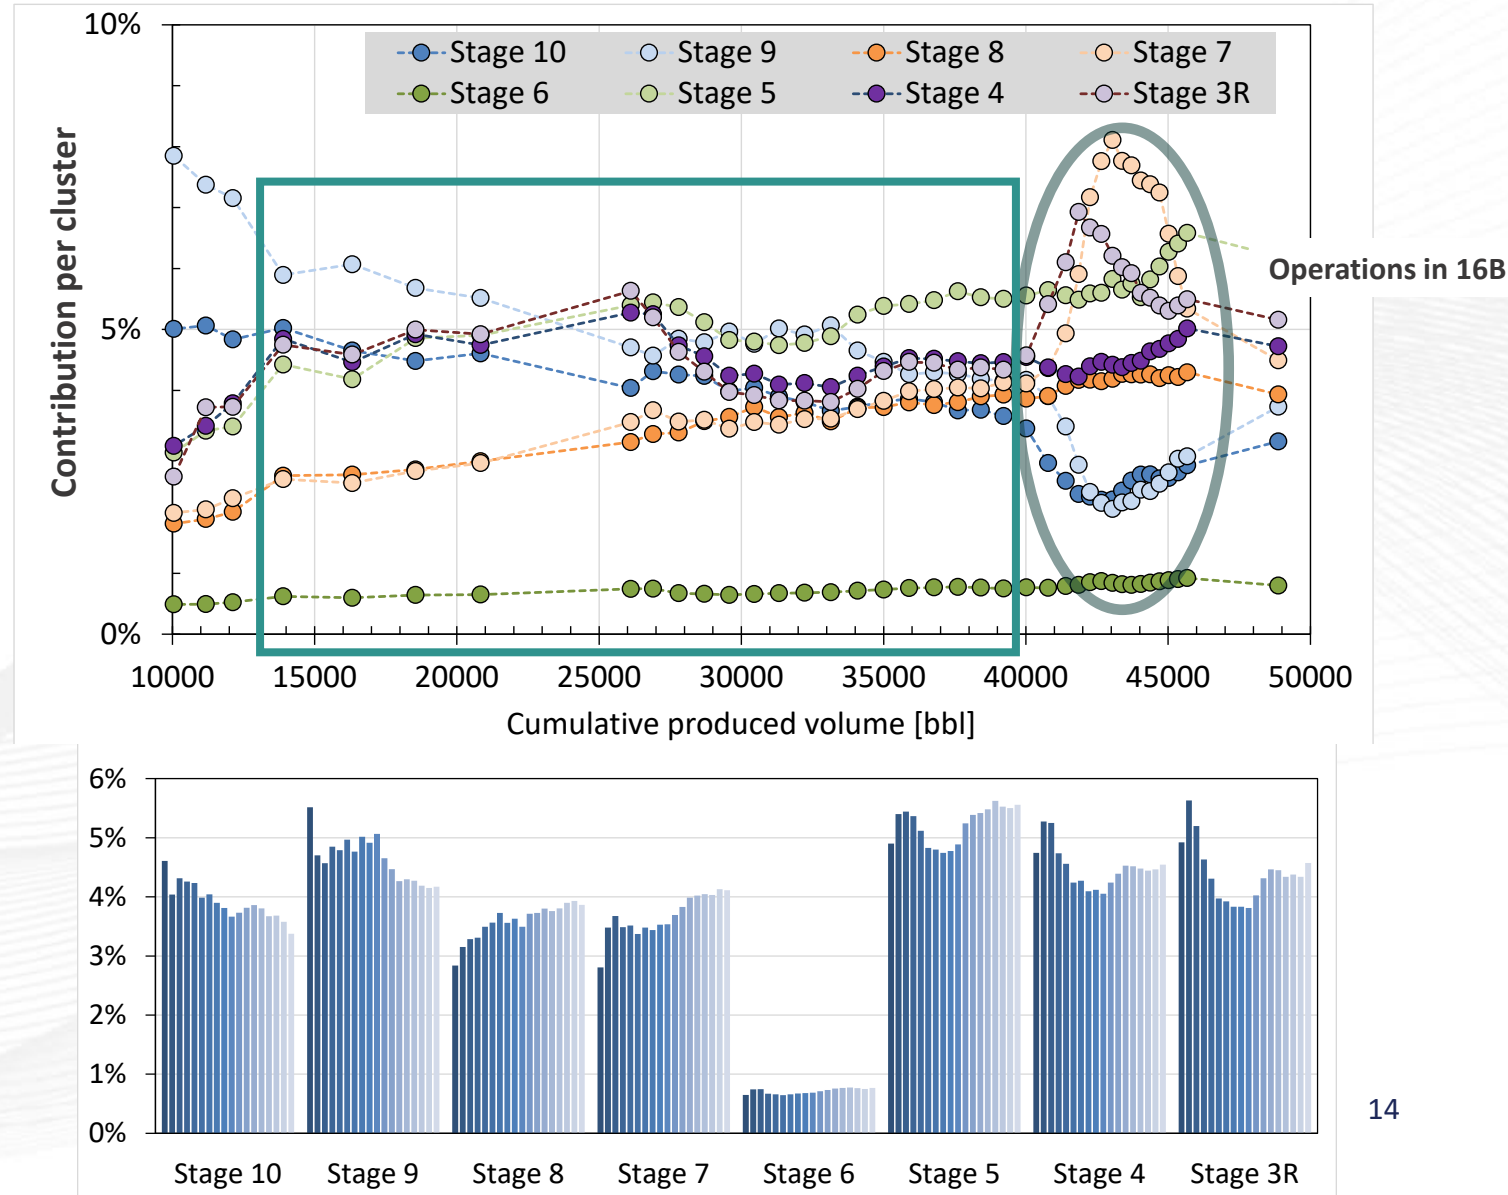 10%
Stage 10 Stage 9 Stage 8 Stage 7
Stage 6 Stage 5 Stage 4 Stage 3R
Contribution per cluster
Operations in 16B
5%
0%
10000 15000 20000 25000 30000 35000 40000 45000 50000
Cumulative produced volume [bbl]
6%
5%
4%
3%
2%
1%
0%
14
Stage 10 Stage 9 Stage 8 Stage 7 Stage 6 Stage 5 Stage 4 Stage 3R